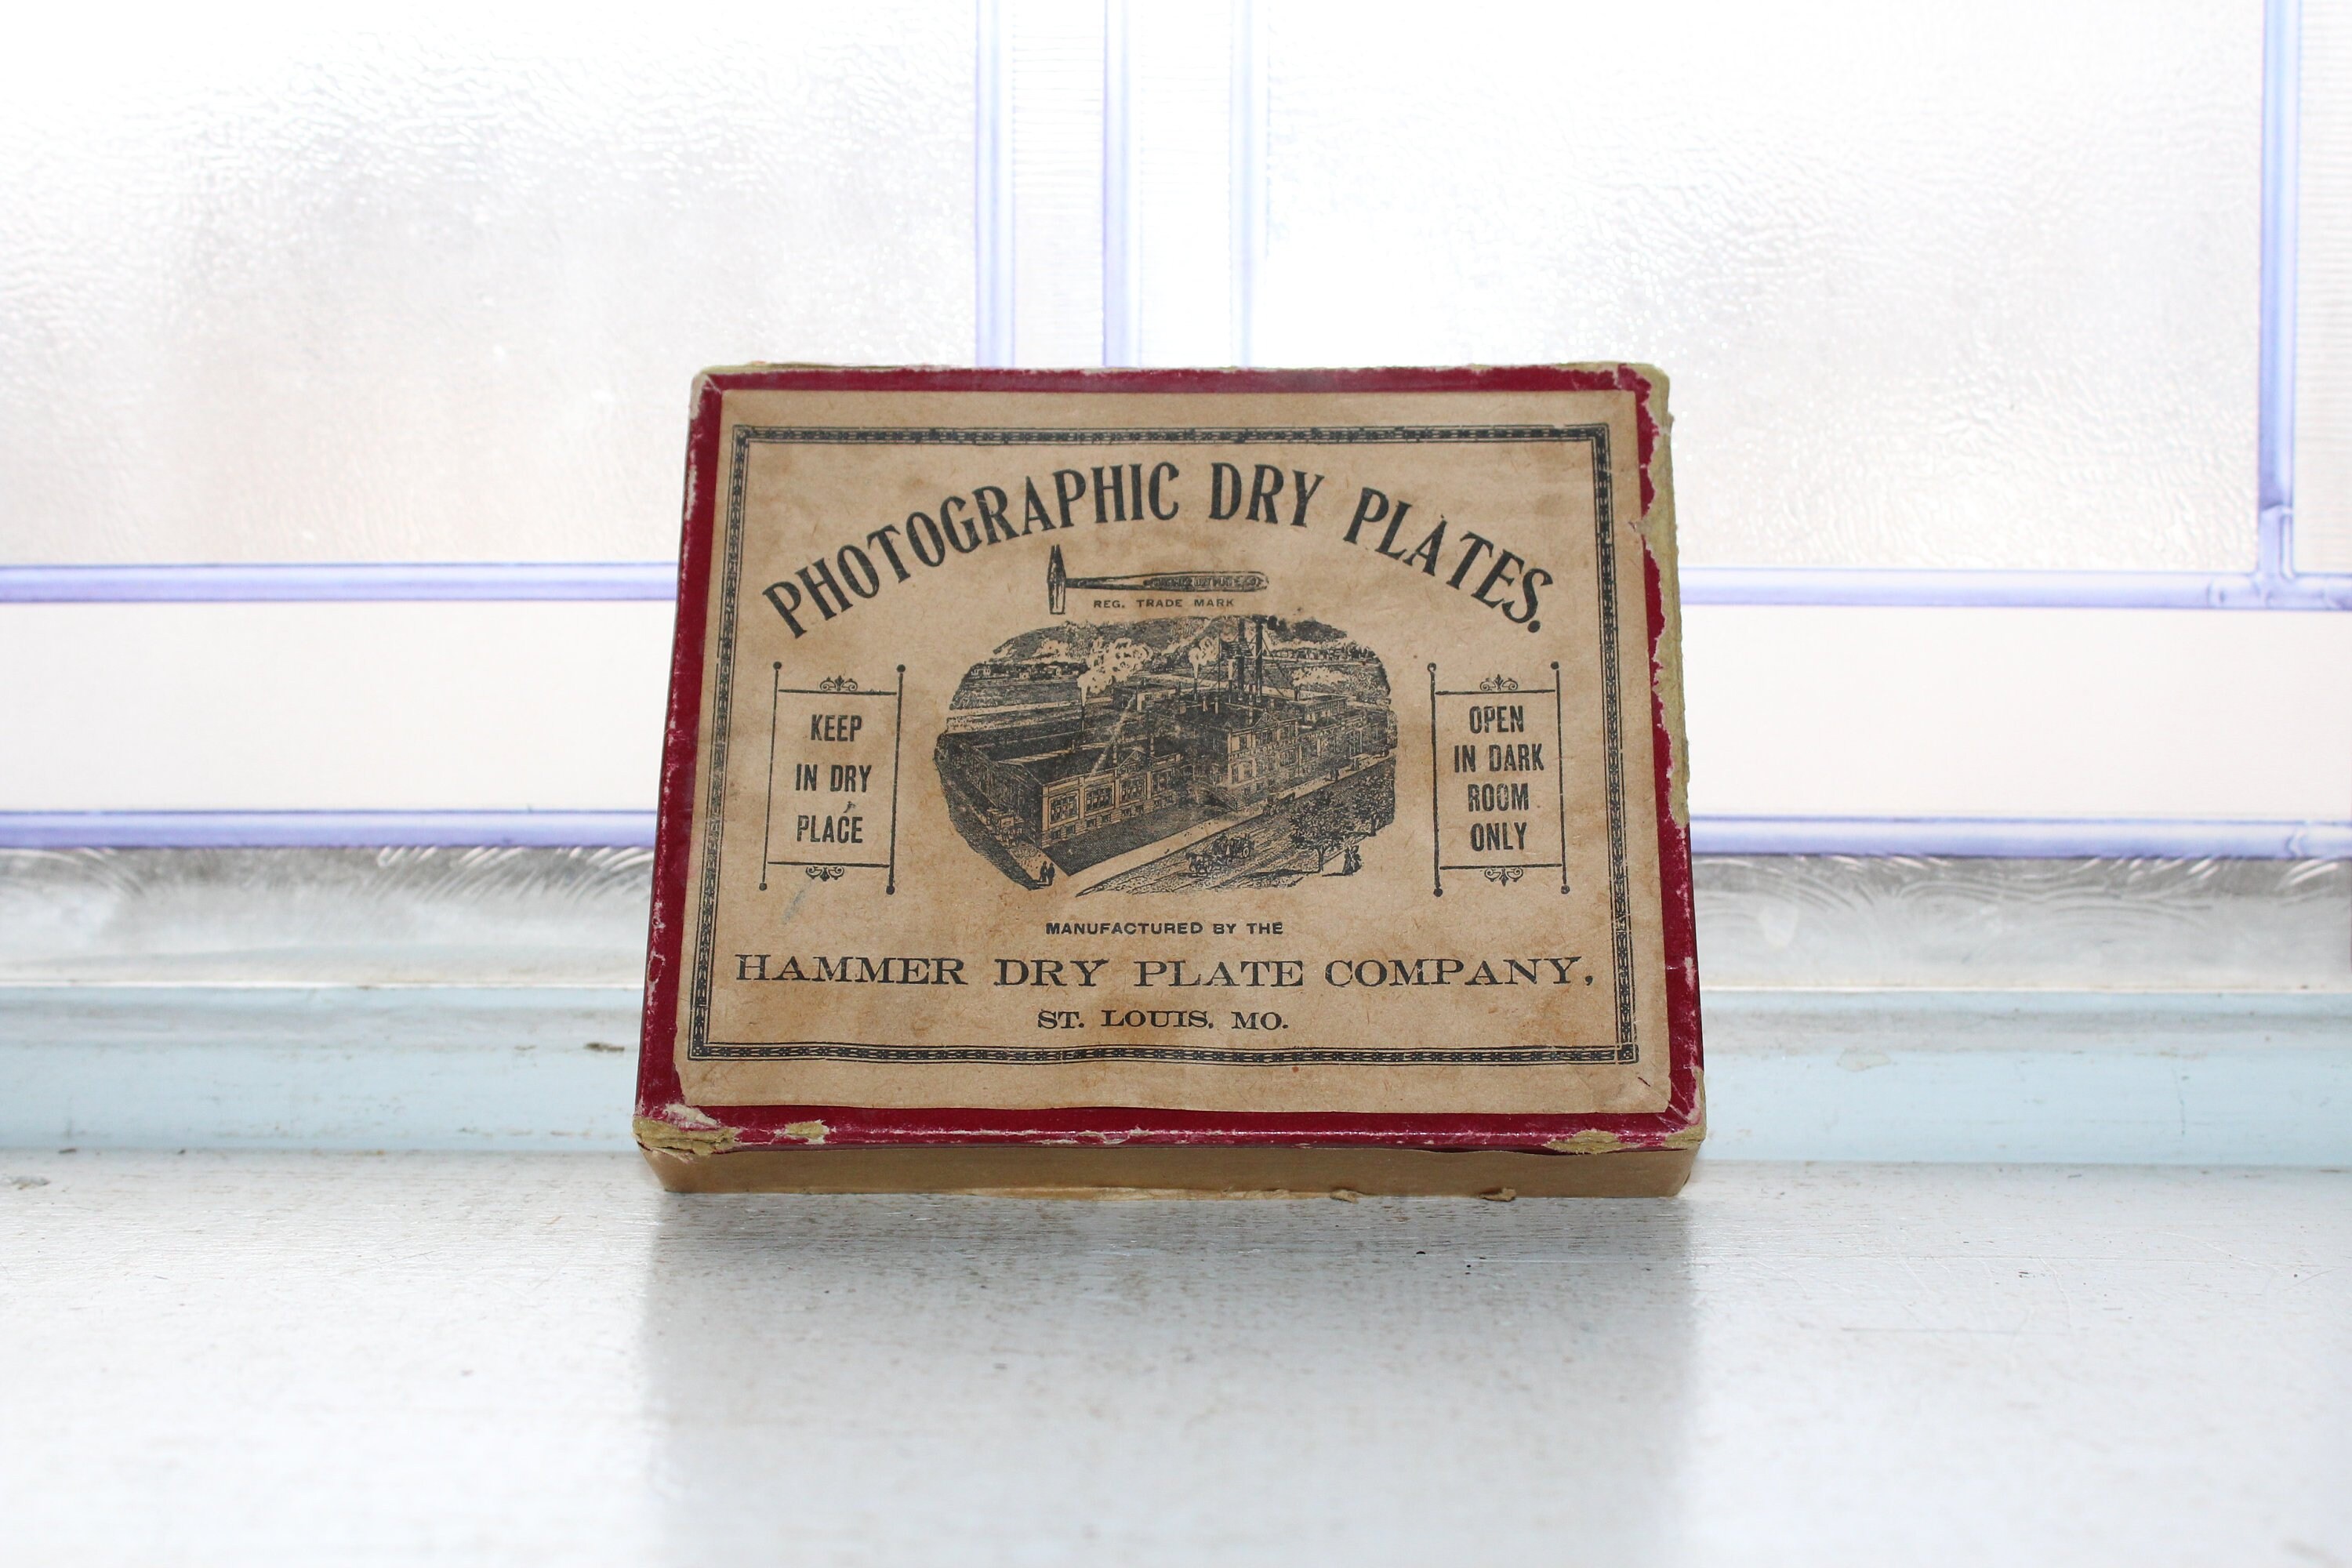 PHOTOGRAPHIC DRY PLATES.
REG. TRADE MARK
KEEP
IN DRY
PLACE
OPEN
IN DARK
ROOM
ONLY
MANUFACTURED BY THE
HAMMER DRY PLATE COMPANY,
ST. LOUIS. MO.